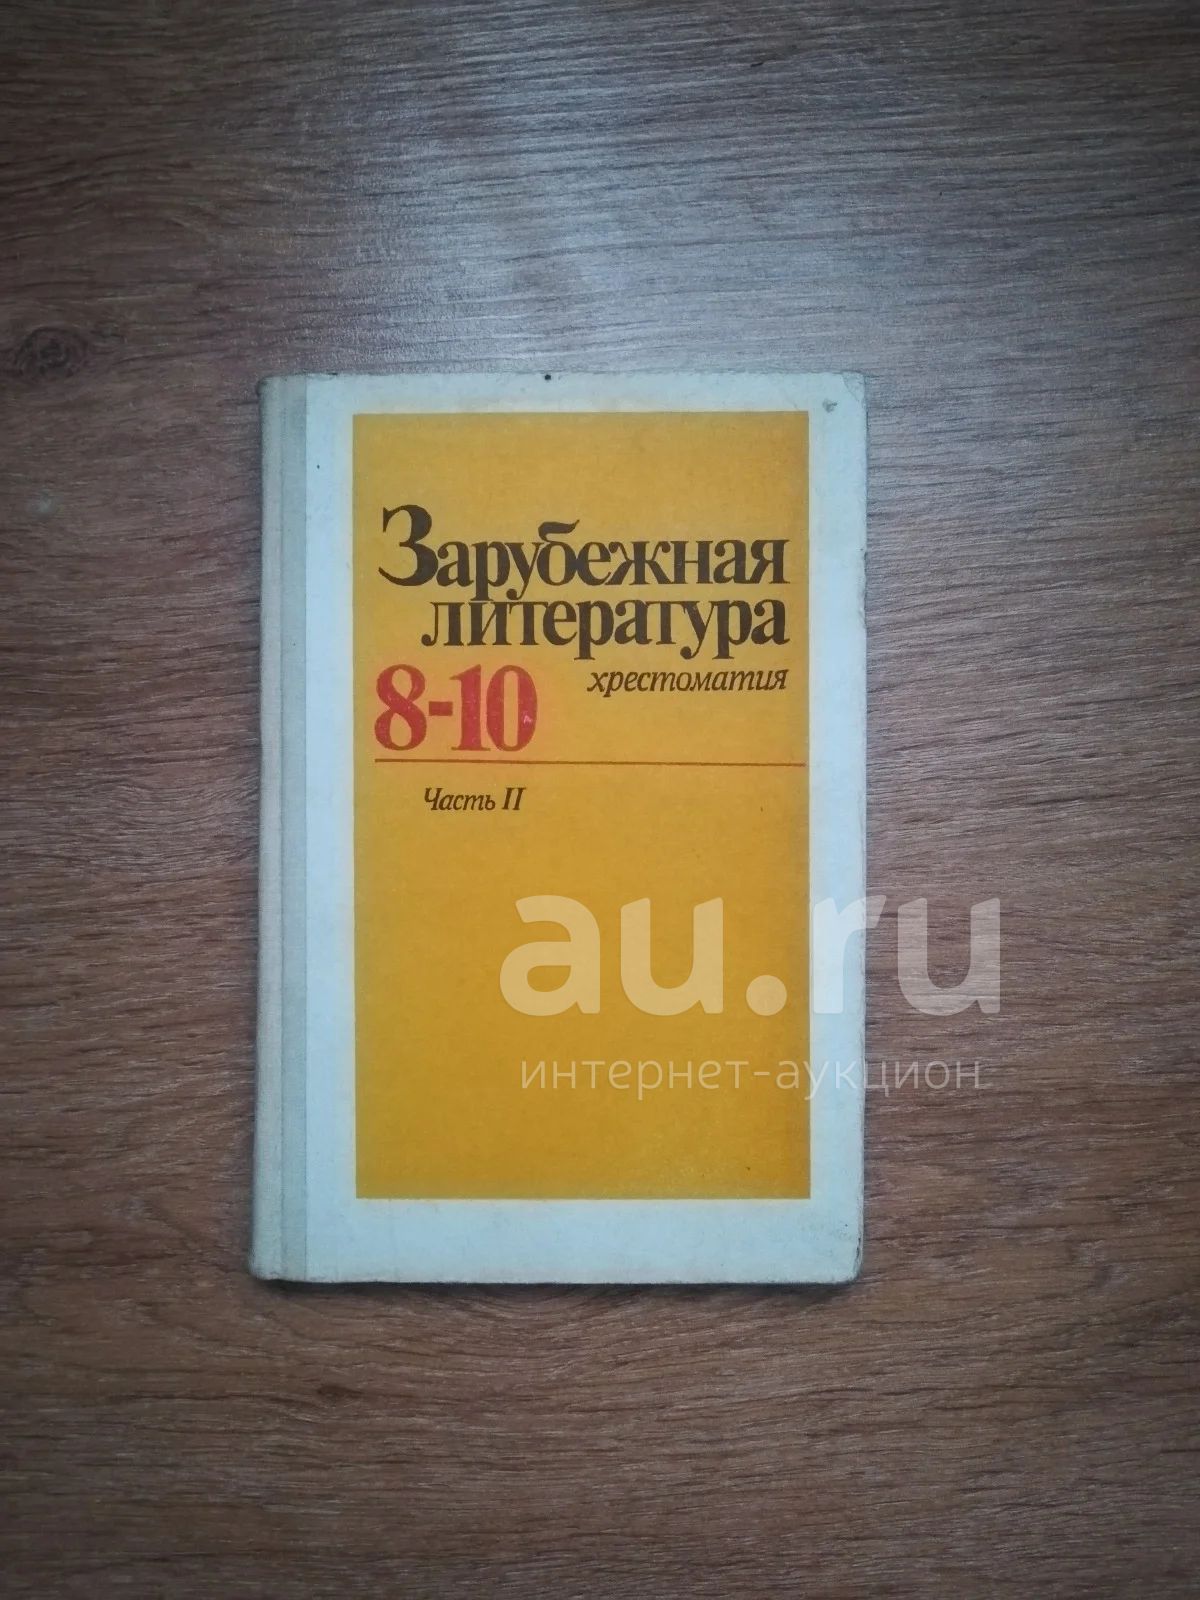 Зарубежная
литература
8-10
хрестоматия
Часть II
au.ru
интернет-аукцион